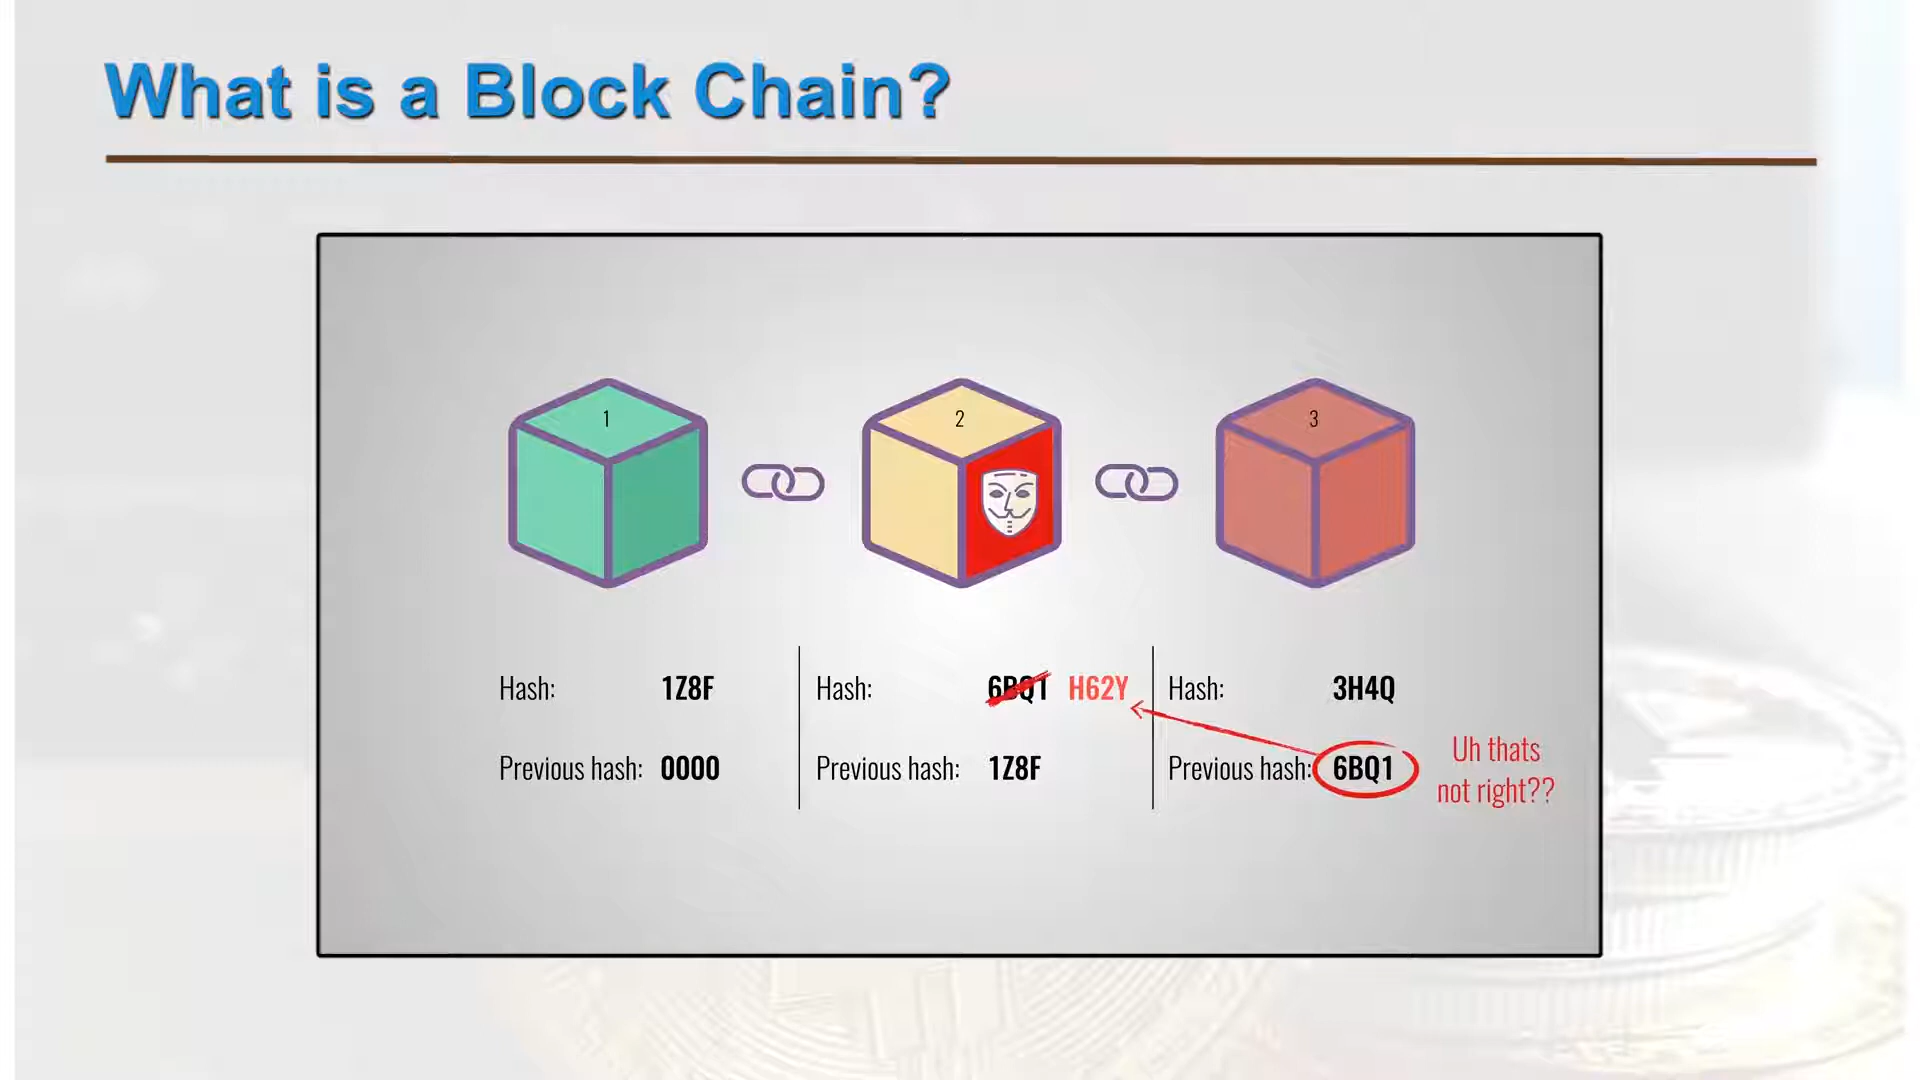 What is a Block Chain?
1
2
3
Hash: 1Z8F
Previous hash: 0000
Hash: 6BQ1 H62Y
Previous hash: 1Z8F
Hash: 3H4Q
Previous hash: 6BQ1
Uh thats
not right??